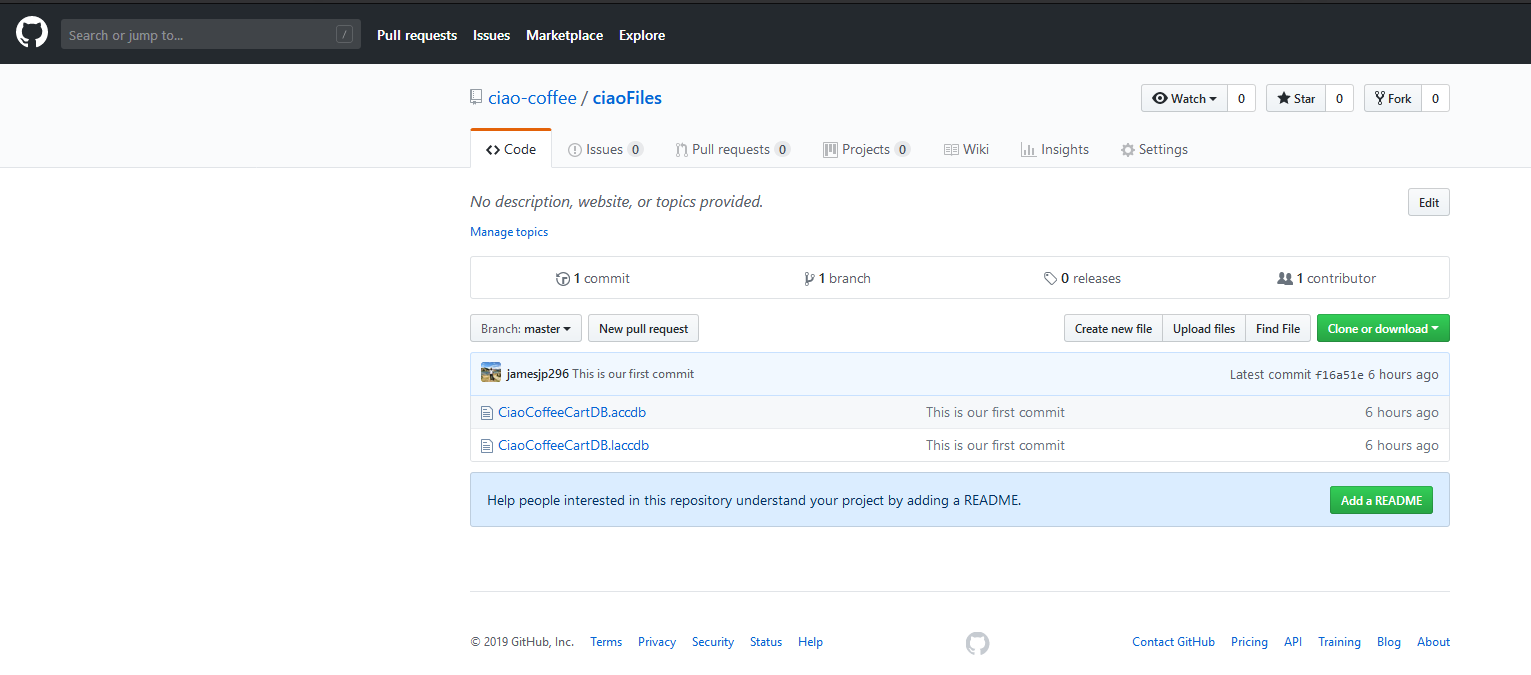 Search or jump to... / Pull requests Issues Marketplace Explore
ciao-coffee / ciaoFiles Watch 0 Star 0 Fork 0
Code Issues 0 Pull requests 0 Projects 0 Wiki Insights Settings
No description, website, or topics provided. Edit
Manage topics
1 commit 1 branch 0 releases 1 contributor
Branch: master New pull request Create new file Upload files Find File Clone or download
jamesjp296 This is our first commit Latest commit f16a51e 6 hours ago
CiaoCoffeeCartDB.accdb This is our first commit 6 hours ago
CiaoCoffeeCartDB.laccdb This is our first commit 6 hours ago
Help people interested in this repository understand your project by adding a README. Add a README
© 2019 GitHub, Inc. Terms Privacy Security Status Help Contact GitHub Pricing API Training Blog About